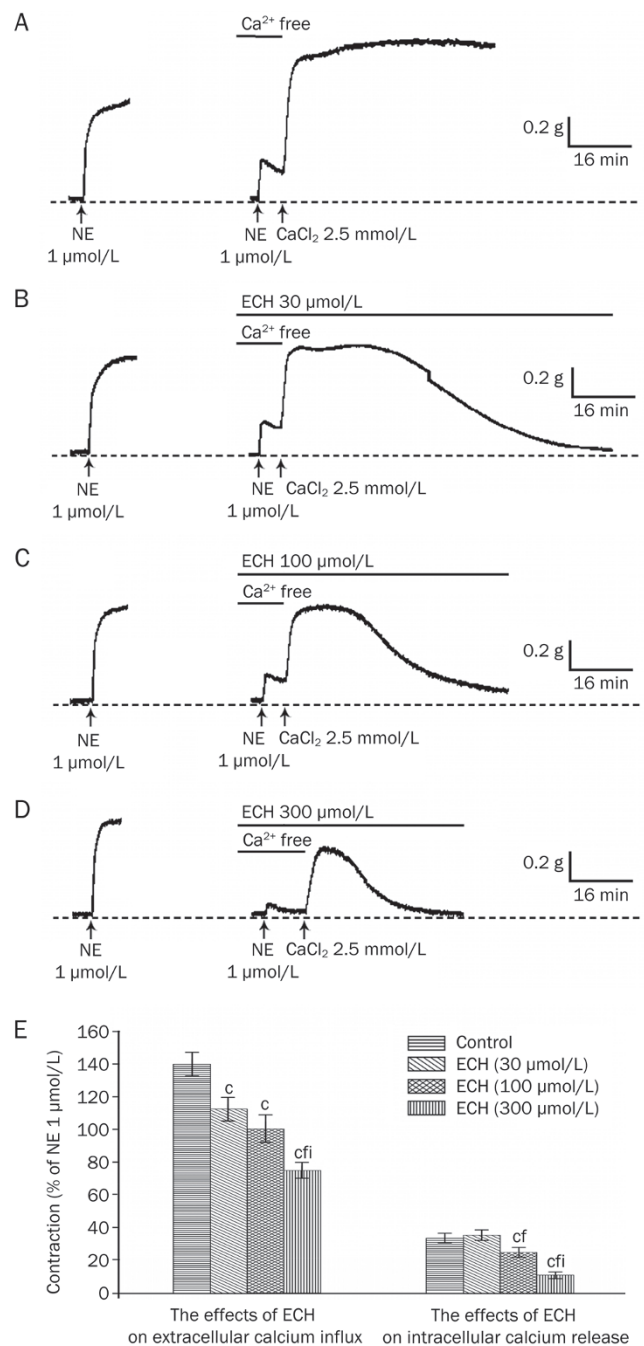 A
Ca²⁺ free
0.2 g
16 min
NE
1 µmol/L
NE
1 µmol/L
CaCl₂ 2.5 mmol/L
B
ECH 30 µmol/L
Ca²⁺ free
0.2 g
16 min
NE
1 µmol/L
NE
1 µmol/L
CaCl₂ 2.5 mmol/L
C
ECH 100 µmol/L
Ca²⁺ free
0.2 g
16 min
NE
1 µmol/L
NE
1 µmol/L
CaCl₂ 2.5 mmol/L
D
ECH 300 µmol/L
Ca²⁺ free
0.2 g
16 min
NE
1 µmol/L
NE
1 µmol/L
CaCl₂ 2.5 mmol/L
E
Contraction (% of NE 1 µmol/L)
160
140
120
100
80
60
40
20
0
Control
ECH (30 µmol/L)
ECH (100 µmol/L)
ECH (300 µmol/L)
c
c
cfi
cf
cfi
The effects of ECH
on extracellular calcium influx
The effects of ECH
on intracellular calcium release